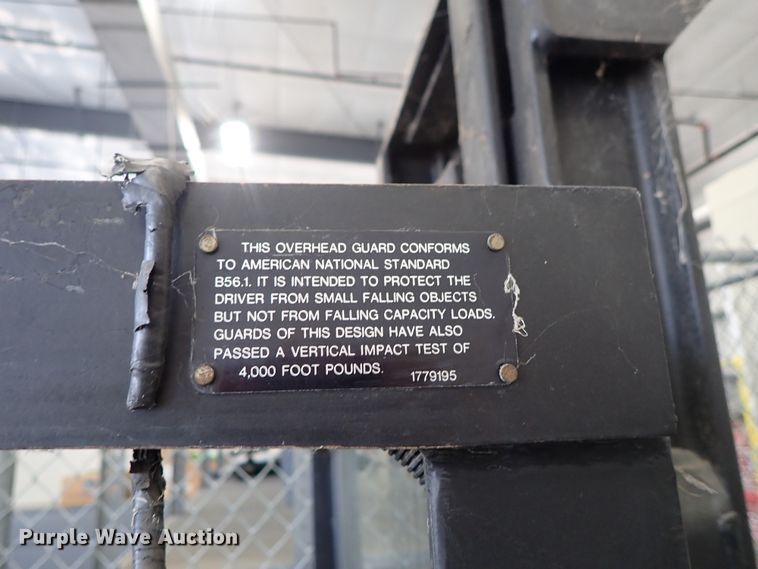 THIS OVERHEAD GUARD CONFORMS
TO AMERICAN NATIONAL STANDARD
B56.1. IT IS INTENDED TO PROTECT THE
DRIVER FROM SMALL FALLING OBJECTS
BUT NOT FROM FALLING CAPACITY LOADS.
GUARDS OF THIS DESIGN HAVE ALSO
PASSED A VERTICAL IMPACT TEST OF
4,000 FOOT POUNDS. 1779195
Purple Wave Auction